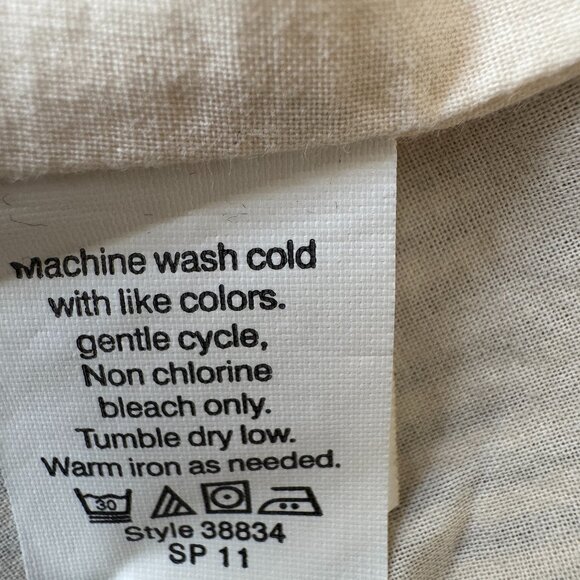 Machine wash cold
with like colors.
gentle cycle,
Non chlorine
bleach only.
Tumble dry low.
Warm iron as needed.
30
Style 38834
SP 11